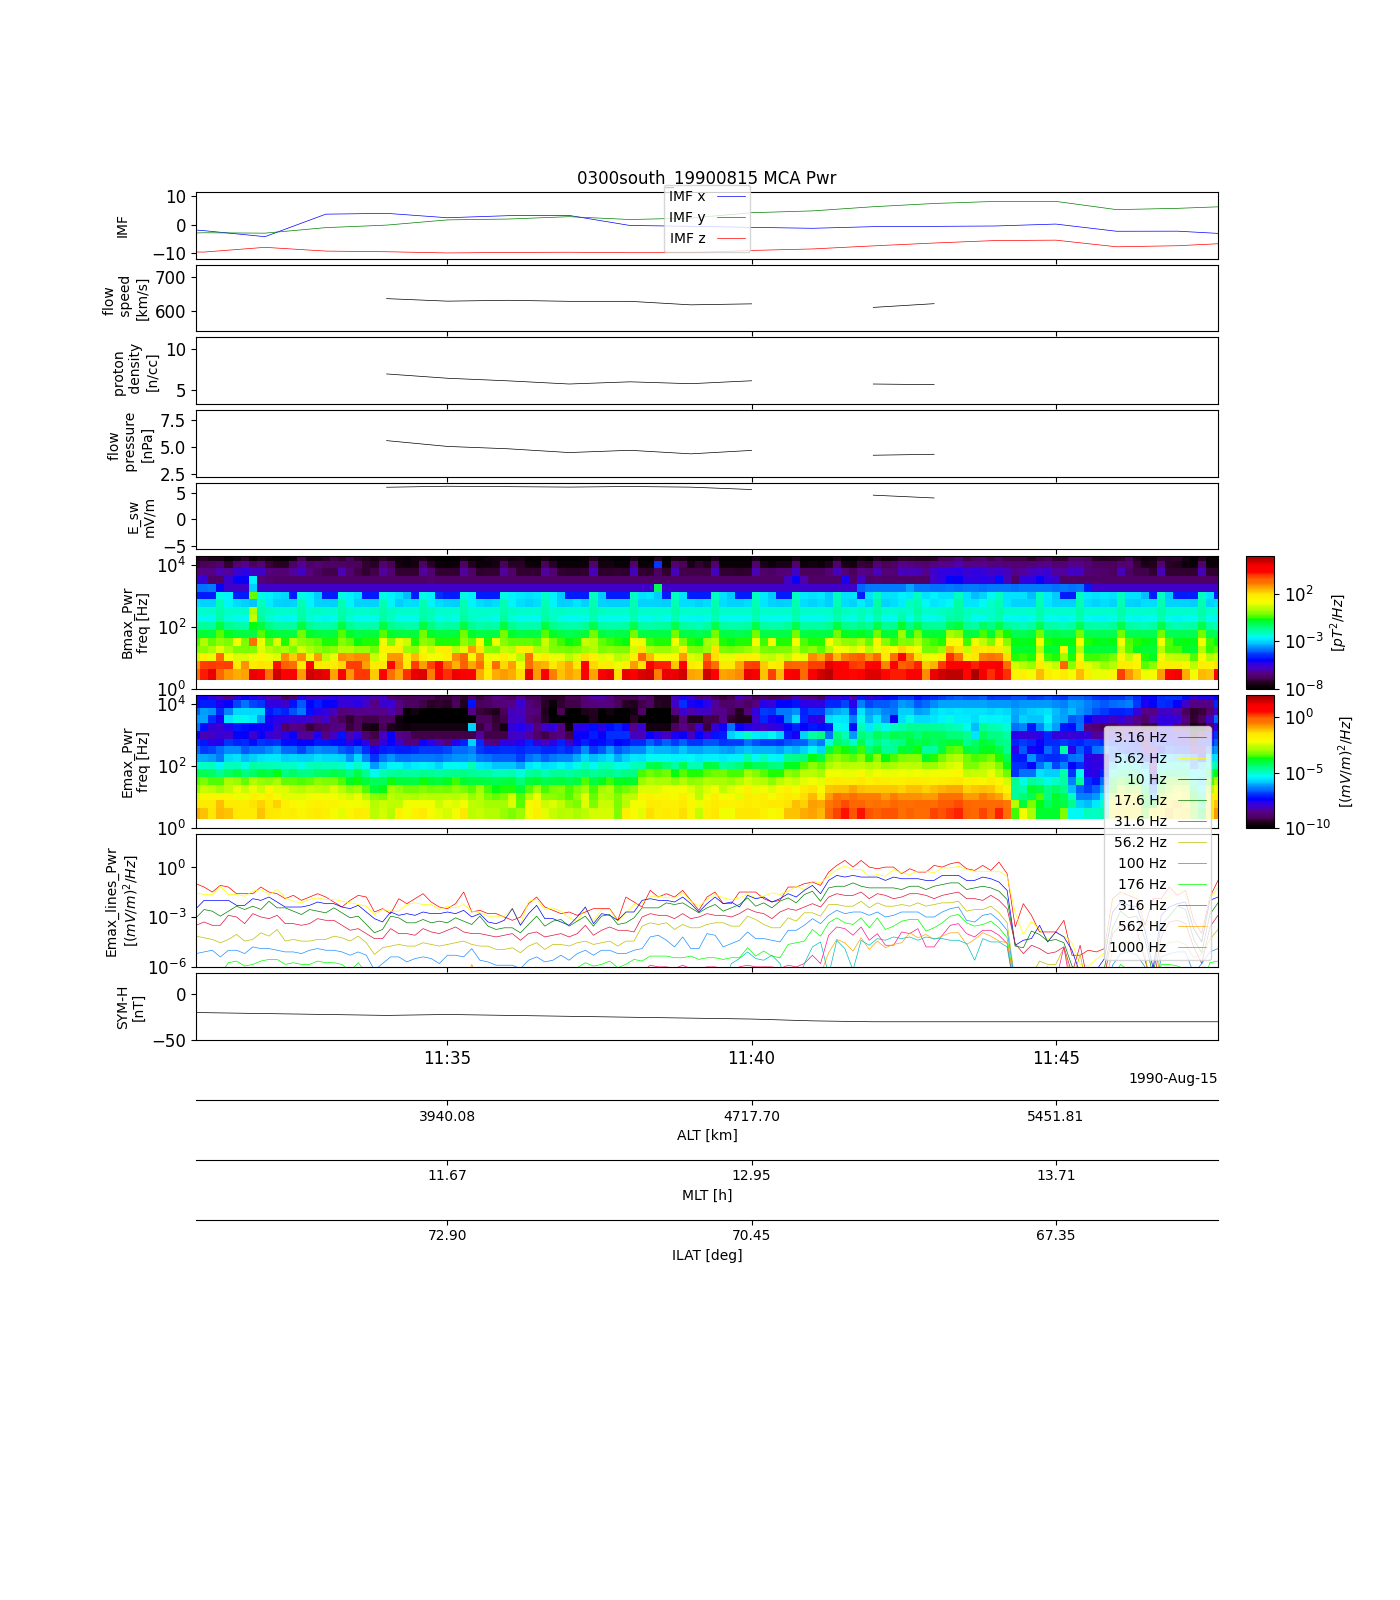 0300south_19900815 MCA Pwr
IMF
10
0
−10
IMF x
IMF y
IMF z
flow
speed
[km/s]
700
600
proton
density
[n/cc]
10
5
flow
pressure
[nPa]
7.5
5.0
2.5
E_sw
mV/m
5
0
−5
Bmax_Pwr
freq [Hz]
10^4
10^2
10^0
10^2
10^−3
10^−8
[pT^2/Hz]
Emax_Pwr
freq [Hz]
10^4
10^2
10^0
10^0
10^−5
10^−10
[(mV/m)^2/Hz]
3.16 Hz
5.62 Hz
10 Hz
17.6 Hz
31.6 Hz
56.2 Hz
100 Hz
176 Hz
316 Hz
562 Hz
1000 Hz
Emax_lines_Pwr
[(mV/m)^2/Hz]
10^0
10^−3
10^−6
SYM-H
[nT]
0
−50
11:35 11:40 11:45
1990-Aug-15
3940.08 4717.70 5451.81
ALT [km]
11.67 12.95 13.71
MLT [h]
72.90 70.45 67.35
ILAT [deg]